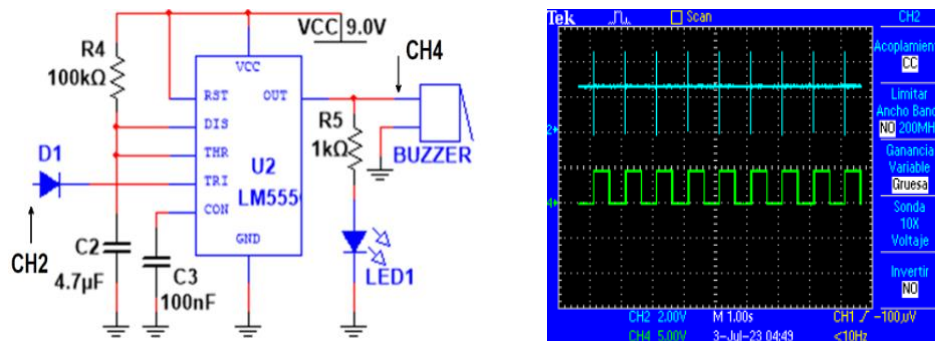 VCC 9.0V
CH4
R4
100kΩ
VCC
RST
OUT
DIS
R5
1kΩ
BUZZER
THR
D1
U2
TRI
LM555
CON
CH2
C2
4.7μF
GND
C3
100nF
LED1
Tek
Scan
CH2
Acoplamien
CC
Limitar
Ancho Band
NO 200MH
2
Ganancia
Variable
Gruesa
4
Sonda
10X
Voltaje
Invertir
NO
CH2 2.00V M 1.00s CH1 -100μV
CH4 5.00V 3-Jul-23 04:49 <10Hz